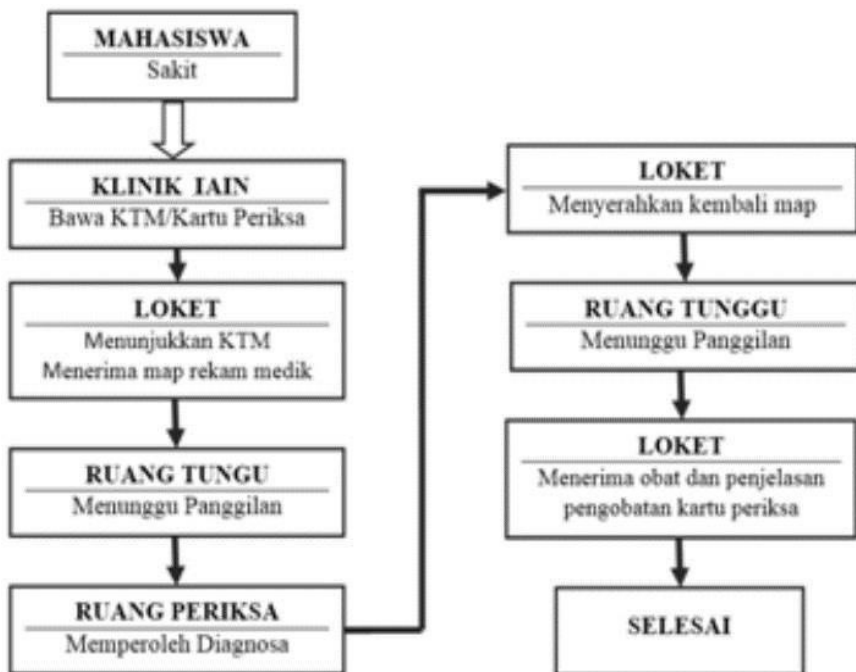 MAHASISWA
Sakit
KLINIK IAIN
Bawa KTM/Kartu Periksa
LOKET
Menunjukkan KTM
Menerima map rekam medik
RUANG TUNGU
Menunggu Panggilan
RUANG PERIKSA
Memperoleh Diagnosa
LOKET
Menyerahkan kembali map
RUANG TUNGGU
Menunggu Panggilan
LOKET
Menerima obat dan penjelasan
pengobatan kartu periksa
SELESAI